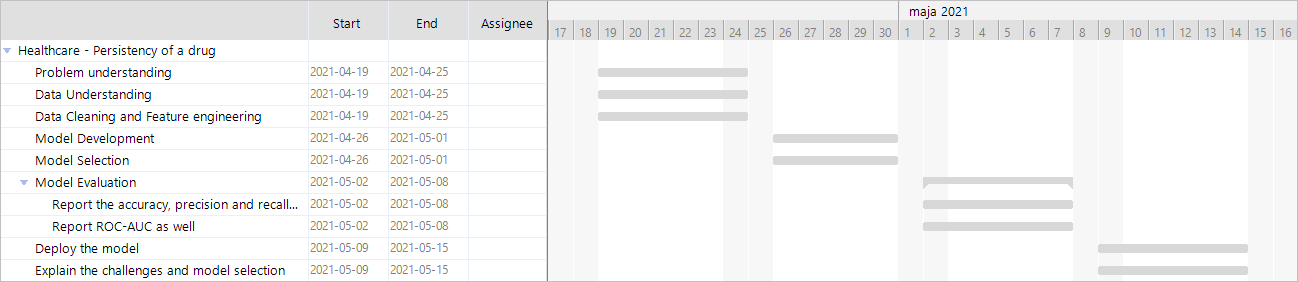 Start End Assignee
maja 2021
17 18 19 20 21 22 23 24 25 26 27 28 29 30 1 2 3 4 5 6 7 8 9 10 11 12 13 14 15 16
Healthcare - Persistency of a drug
Problem understanding 2021-04-19 2021-04-25
Data Understanding 2021-04-19 2021-04-25
Data Cleaning and Feature engineering 2021-04-19 2021-04-25
Model Development 2021-04-26 2021-05-01
Model Selection 2021-04-26 2021-05-01
Model Evaluation 2021-05-02 2021-05-08
Report the accuracy, precision and recall... 2021-05-02 2021-05-08
Report ROC-AUC as well 2021-05-02 2021-05-08
Deploy the model 2021-05-09 2021-05-15
Explain the challenges and model selection 2021-05-09 2021-05-15